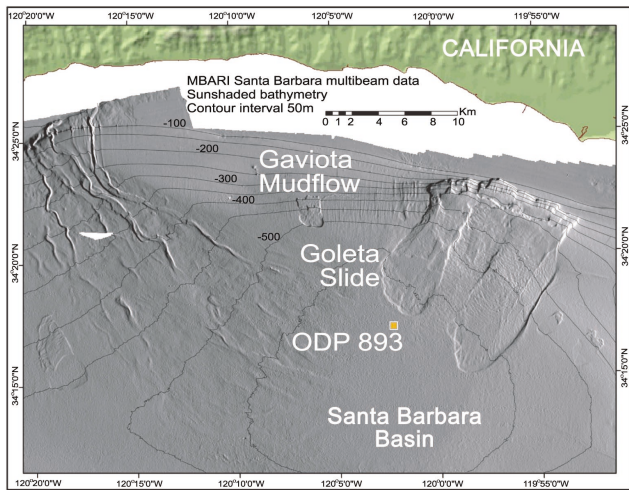 120°20'0"W 120°15'0"W 120°10'0"W 120°5'0"W 120°0'0"W 119°55'0"W
CALIFORNIA
MBARI Santa Barbara multibeam data
Sunshaded bathymetry
Contour interval 50m
Km
0 1 2 4 6 8 10
34°25'0"N
34°25'0"N
-100
-200
-300
-400
-500
Gaviota
Mudflow
Goleta
Slide
34°20'0"N
34°20'0"N
ODP 893
34°15'0"N
34°15'0"N
Santa Barbara
Basin
120°20'0"W 120°15'0"W 120°10'0"W 120°5'0"W 120°0'0"W 119°55'0"W